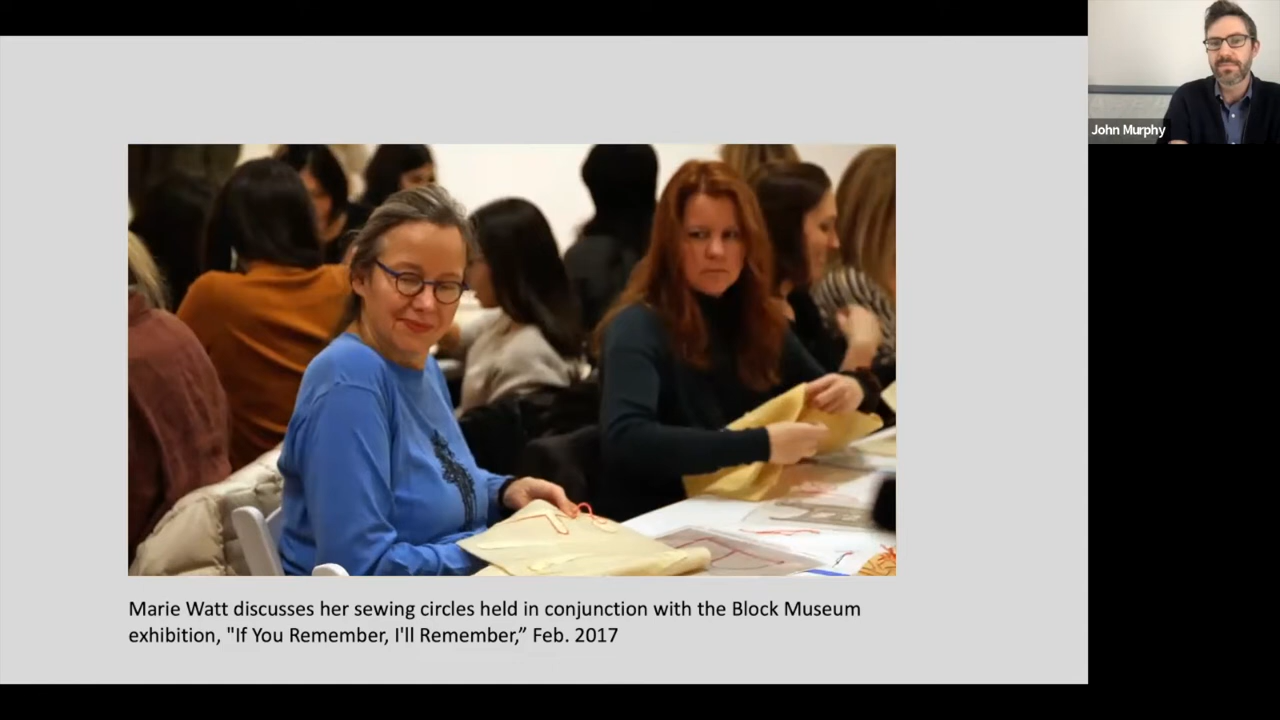 John Murphy
Marie Watt discusses her sewing circles held in conjunction with the Block Museum
exhibition, "If You Remember, I'll Remember,” Feb. 2017